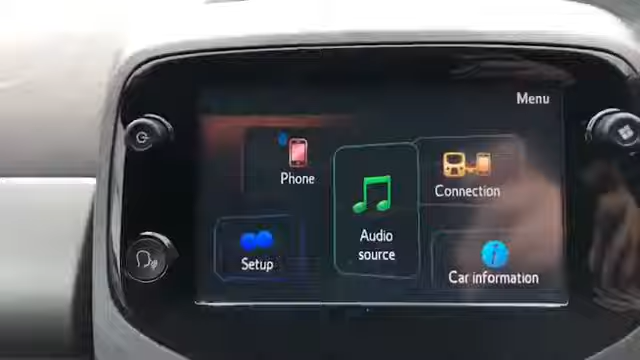 Menu
Phone
Connection
Audio
source
Setup
Car information